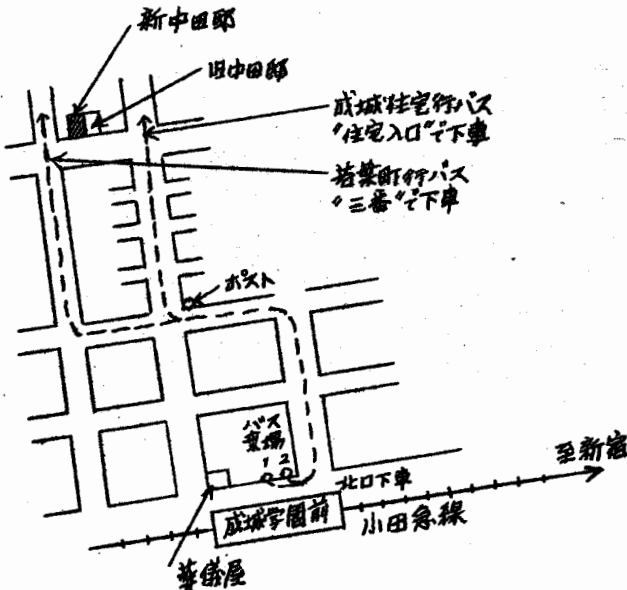 新中田邸
旧中田邸
成城住宅行バス
"住宅入口"で下車
若葉町行バス
"三番"で下車
ポスト
バス
乗場
1 2
北口下車
至新宿
成城学園前
小田急線
葬儀屋